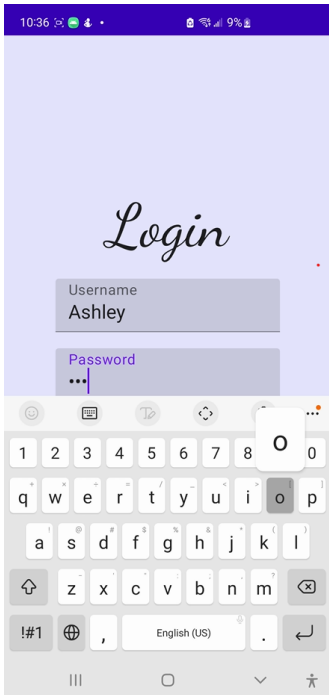 10:36 9%
Login
Username
Ashley
Password
•••
o
1 2 3 4 5 6 7 8 0
q w e r t y u i o p
a s d f g h j k l
z x c v b n m
!#1 , English (US) .